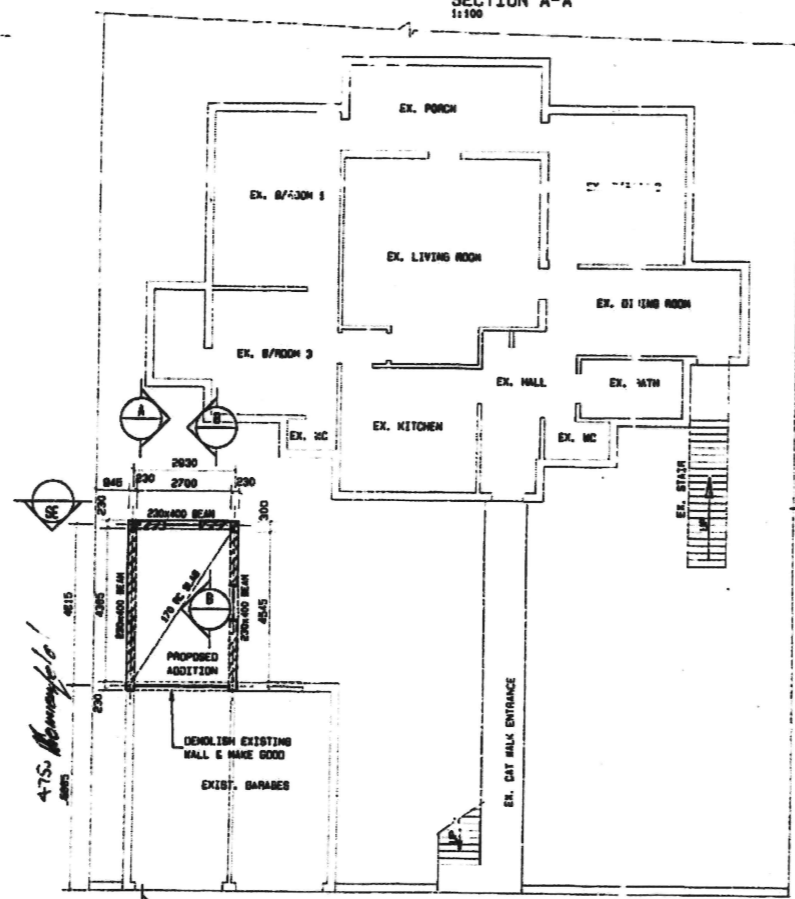 SECTION A-A
1:100
EX. PORCH
EX. B/ROOM 1
EX. LIVING ROOM
EX. DINING ROOM
EX. B/ROOM 3
EX. HALL
EX. BATH
EX. WC
EX. KITCHEN
EX. WC
EX. STAIR
UP
A
B
2930
945
230
2700
230
230
230x400 BEAM
300
4615
4385
230x400 BEAM
170 RC SLAB
B
230x400 BEAM
4545
PROPOSED
ADDITION
230
DEMOLISH EXISTING
WALL & MAKE GOOD
EXIST. GARAGES
EX. CAT WALK ENTRANCE
UP